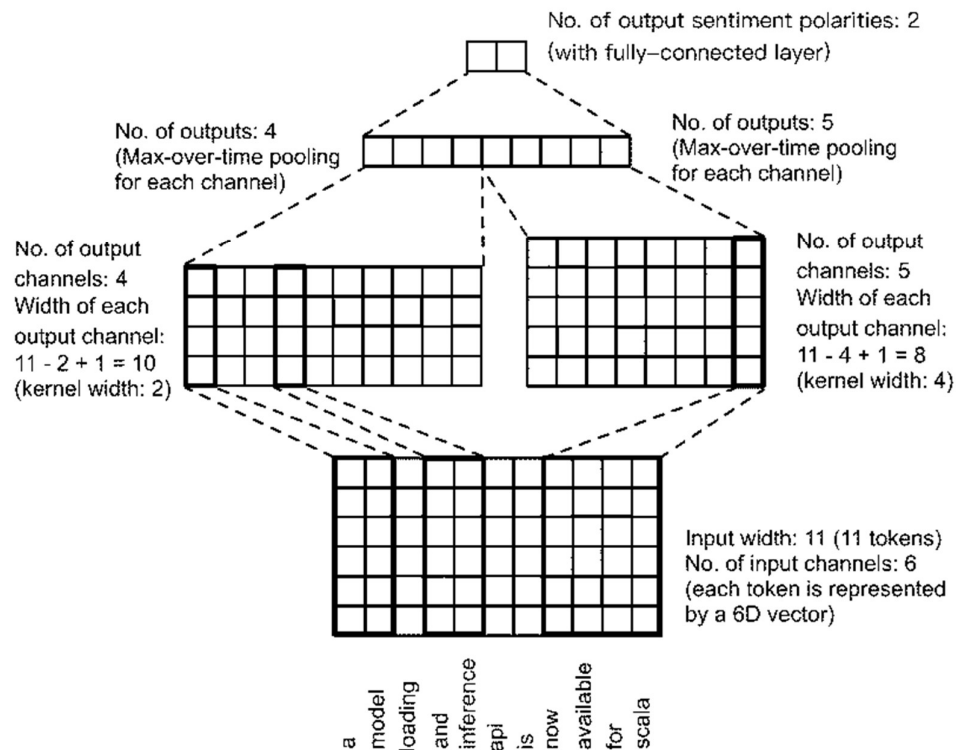 No. of output sentiment polarities: 2
(with fully–connected layer)
No. of outputs: 4
(Max-over-time pooling
for each channel)
No. of outputs: 5
(Max-over-time pooling
for each channel)
No. of output
channels: 4
Width of each
output channel:
11 - 2 + 1 = 10
(kernel width: 2)
No. of output
channels: 5
Width of each
output channel:
11 - 4 + 1 = 8
(kernel width: 4)
Input width: 11 (11 tokens)
No. of input channels: 6
(each token is represented
by a 6D vector)
a
model
loading
and
inference
api
is
now
available
for
scala